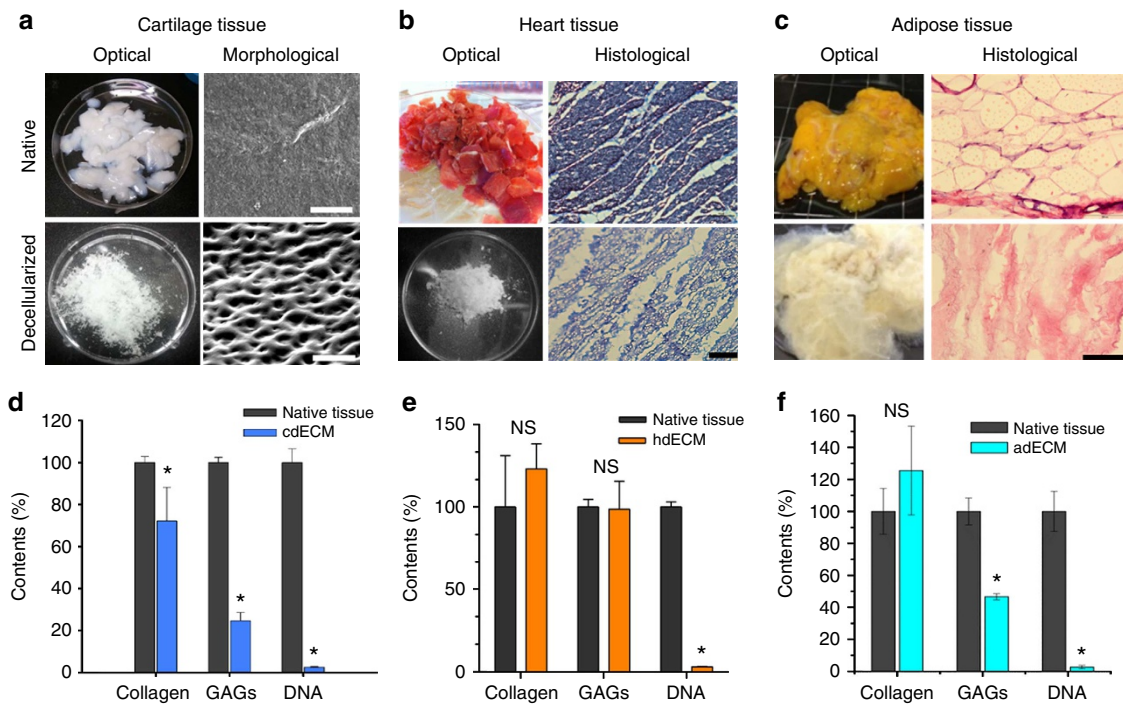 a
Cartilage tissue
Optical
Morphological
b
Heart tissue
Optical
Histological
c
Adipose tissue
Optical
Histological
Native
Decellularized
d
Contents (%)
120
100
80
60
40
20
0
Native tissue
cdECM
*
*
*
Collagen
GAGs
DNA
e
Contents (%)
150
100
50
0
Native tissue
hdECM
NS
NS
*
Collagen
GAGs
DNA
f
Contents (%)
160
140
120
100
80
60
40
20
0
Native tissue
adECM
NS
*
*
Collagen
GAGs
DNA